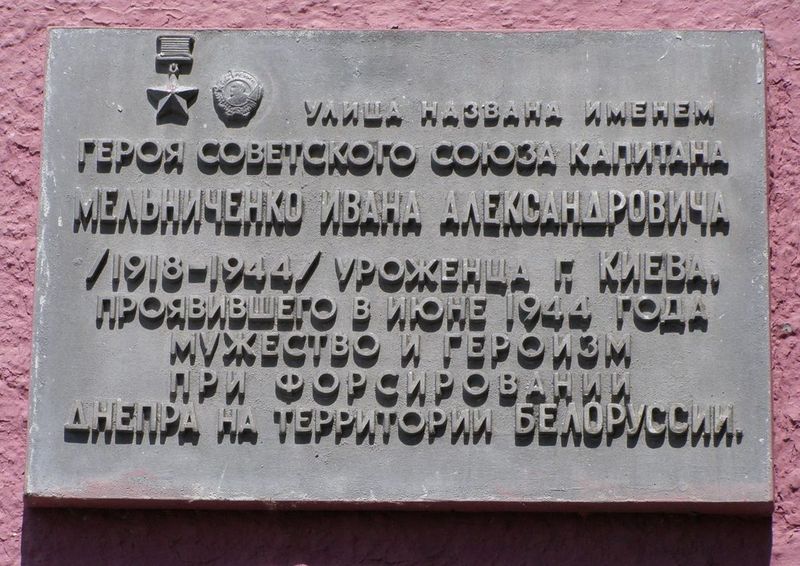 УЛИЦА НАЗВАНА ИМЕНЕМ
ГЕРОЯ СОВЕТСКОГО СОЮЗА КАПИТАНА
МЕЛЬНИЧЕНКО ИВАНА АЛЕКСАНДРОВИЧА
/1918-1944/ УРОЖЕНЦА Г. КИЕВА,
ПРОЯВИВШЕГО В ИЮНЕ 1944 ГОДА
МУЖЕСТВО И ГЕРОИЗМ
ПРИ ФОРСИРОВАНИИ
ДНЕПРА НА ТЕРРИТОРИИ БЕЛОРУССИИ.